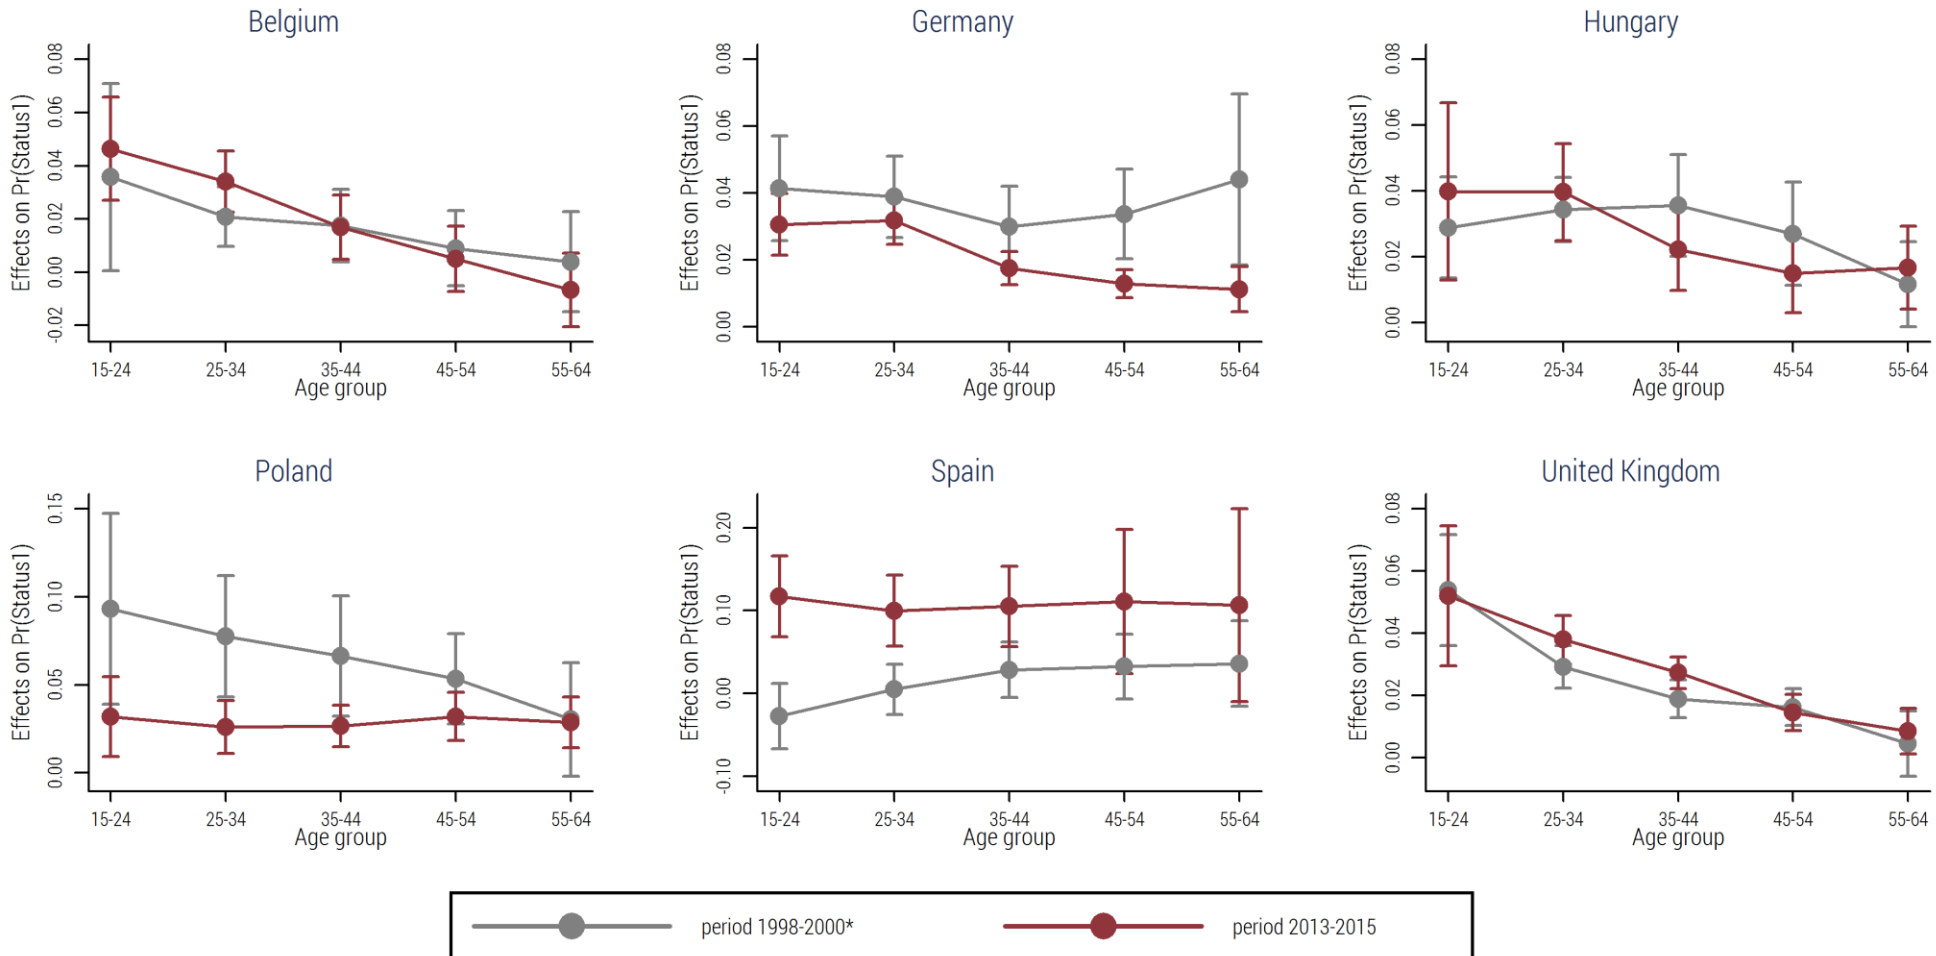 Belgium
Effects on Pr(Status1)
0.08
0.06
0.04
0.02
0.00
-0.02
15-24 25-34 35-44 45-54 55-64
Age group
Germany
Effects on Pr(Status1)
0.08
0.06
0.04
0.02
0.00
15-24 25-34 35-44 45-54 55-64
Age group
Hungary
Effects on Pr(Status1)
0.08
0.06
0.04
0.02
0.00
15-24 25-34 35-44 45-54 55-64
Age group
Poland
Effects on Pr(Status1)
0.15
0.10
0.05
0.00
15-24 25-34 35-44 45-54 55-64
Age group
Spain
Effects on Pr(Status1)
0.20
0.10
0.00
-0.10
15-24 25-34 35-44 45-54 55-64
Age group
United Kingdom
Effects on Pr(Status1)
0.08
0.06
0.04
0.02
0.00
15-24 25-34 35-44 45-54 55-64
Age group
period 1998-2000* period 2013-2015